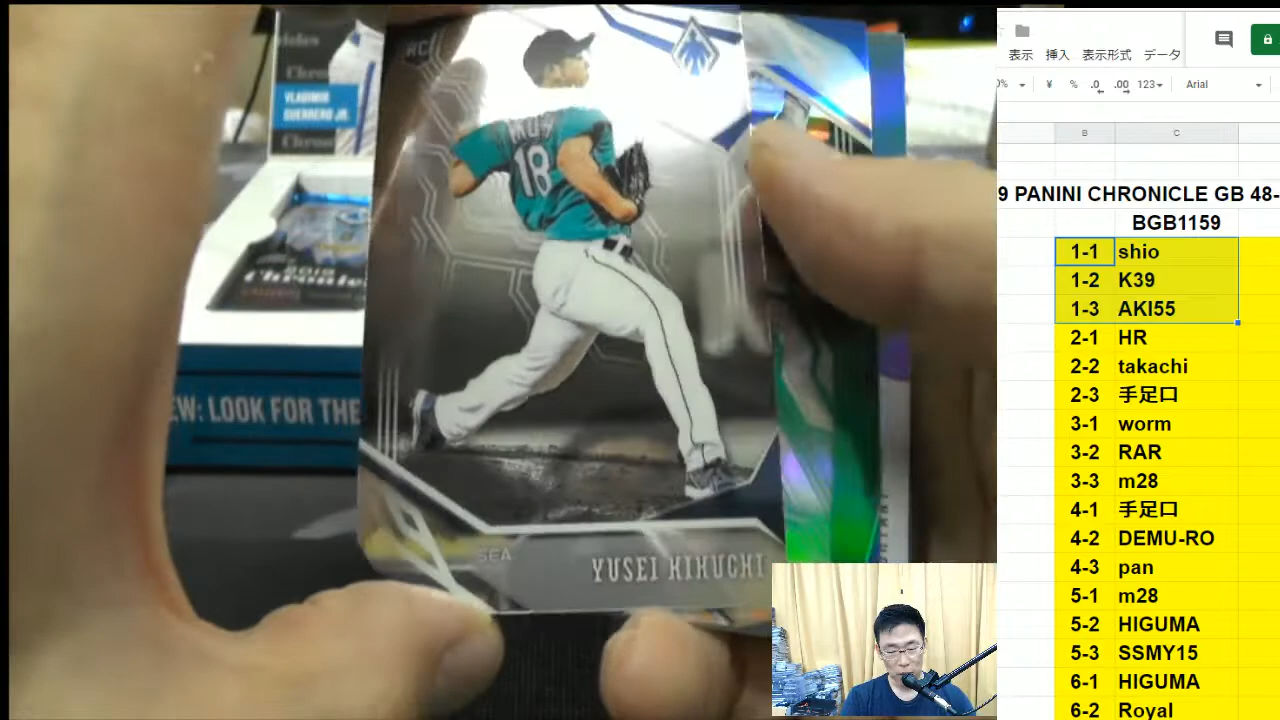 RC
18
SEA
YUSEI KIKUCHI
Chronicles
VLADIMIR
GUERRERO JR.
2019
Chronicles
EW: LOOK FOR THE
表示 挿入 表示形式 データ
% ¥ % .0 .00 123 Arial
B C
9 PANINI CHRONICLE GB 48-
BGB1159
1-1 shio
1-2 K39
1-3 AKI55
2-1 HR
2-2 takachi
2-3 手足口
3-1 worm
3-2 RAR
3-3 m28
4-1 手足口
4-2 DEMU-RO
4-3 pan
5-1 m28
5-2 HIGUMA
5-3 SSMY15
6-1 HIGUMA
6-2 Royal